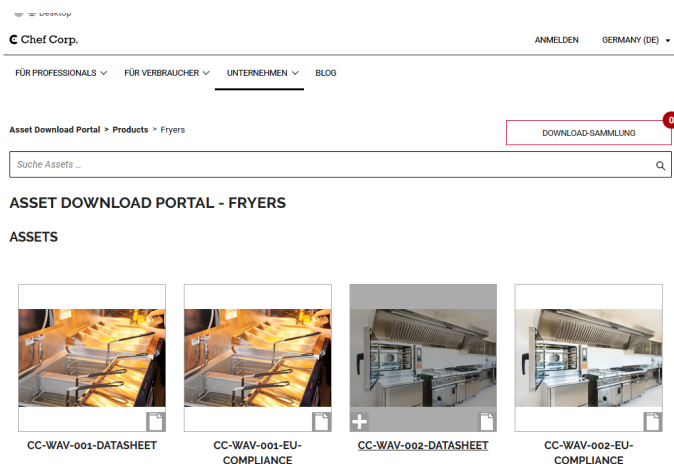 Desktop
Chef Corp.
ANMELDEN GERMANY (DE)
FÜR PROFESSIONALS FÜR VERBRAUCHER UNTERNEHMEN BLOG
0
Asset Download Portal > Products > Fryers
DOWNLOAD-SAMMLUNG
Suche Assets ...
ASSET DOWNLOAD PORTAL - FRYERS
ASSETS
CC-WAV-001-DATASHEET
CC-WAV-001-EU-
COMPLIANCE
CC-WAV-002-DATASHEET
CC-WAV-002-EU-
COMPLIANCE